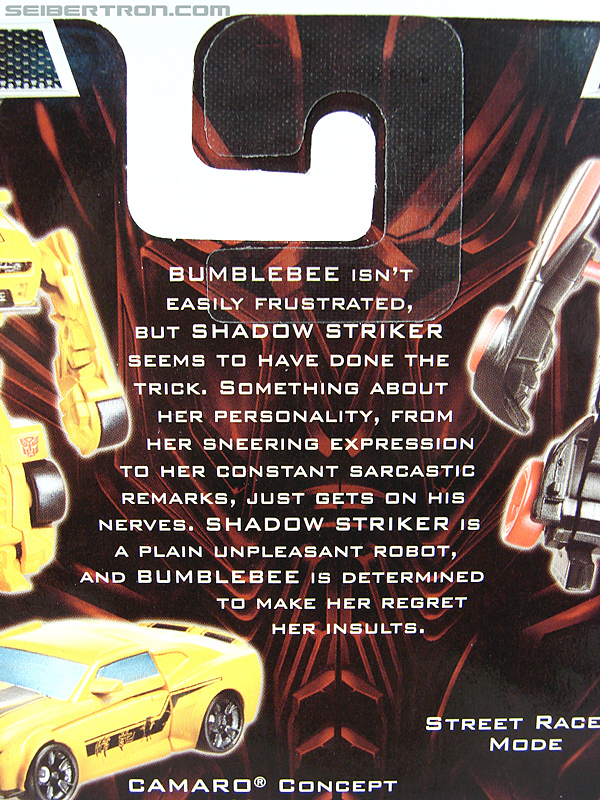 SEIBERTRON.COM
BUMBLEBEE ISN'T
EASILY FRUSTRATED,
BUT SHADOW STRIKER
SEEMS TO HAVE DONE THE
TRICK. SOMETHING ABOUT
HER PERSONALITY, FROM
HER SNEERING EXPRESSION
TO HER CONSTANT SARCASTIC
REMARKS, JUST GETS ON HIS
NERVES. SHADOW STRIKER IS
A PLAIN UNPLEASANT ROBOT,
AND BUMBLEBEE IS DETERMINED
TO MAKE HER REGRET
HER INSULTS.
STREET RACE
MODE
CAMARO® CONCEPT